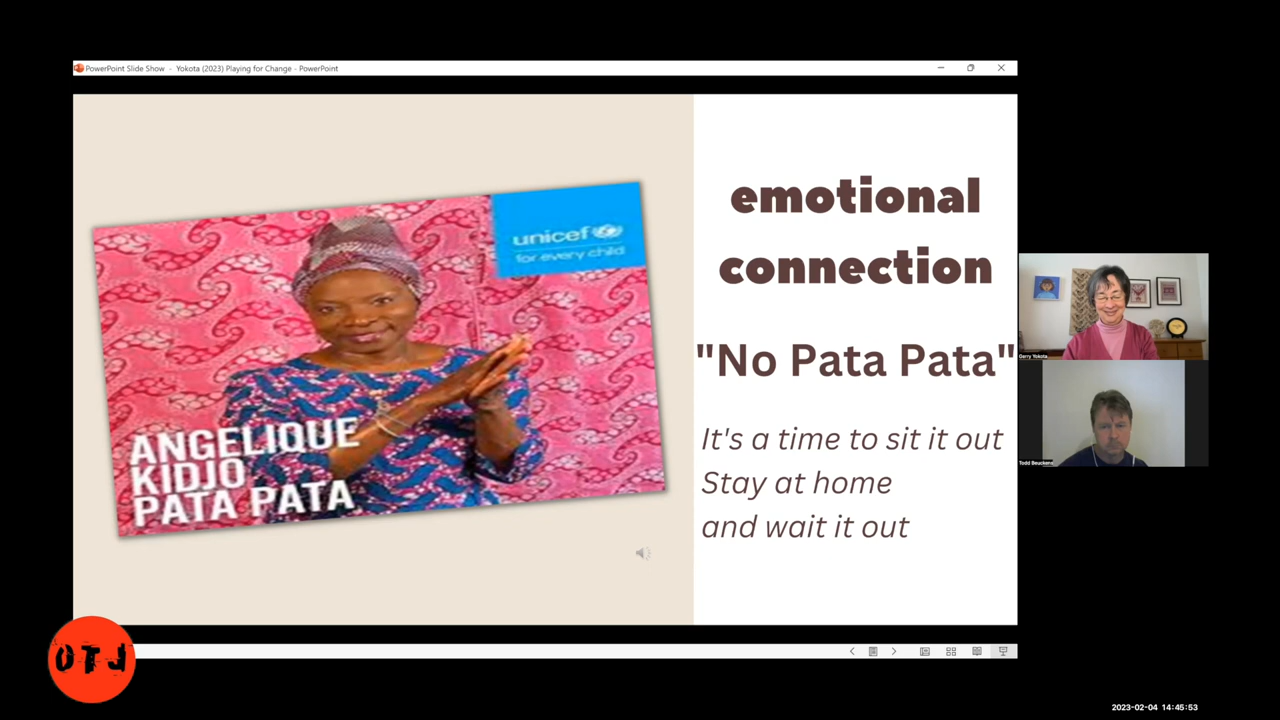 PowerPoint Slide Show - Yokota (2023) Playing for Change - PowerPoint
unicef
for every child
ANGELIQUE
KIDJO
PATA PATA
emotional
connection
"No Pata Pata"
It's a time to sit it out
Stay at home
and wait it out
Gerry Yokota
Todd Beuckens
OTJ
2023-02-04 14:45:53